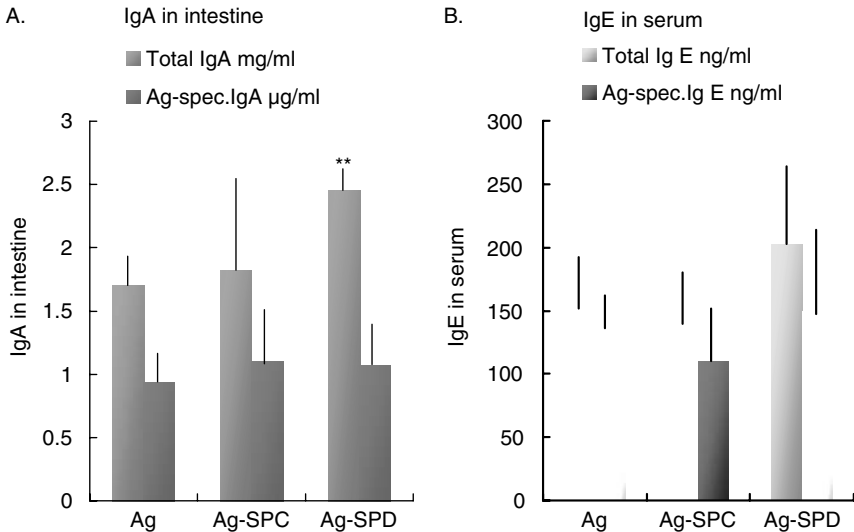 A.
IgA in intestine
Total IgA mg/ml
Ag-spec.IgA µg/ml
3
2.5
2
1.5
1
0.5
0
IgA in intestine
**
Ag
Ag-SPC
Ag-SPD
B.
IgE in serum
Total Ig E ng/ml
Ag-spec.Ig E ng/ml
300
250
200
150
100
50
0
IgE in serum
Ag
Ag-SPC
Ag-SPD